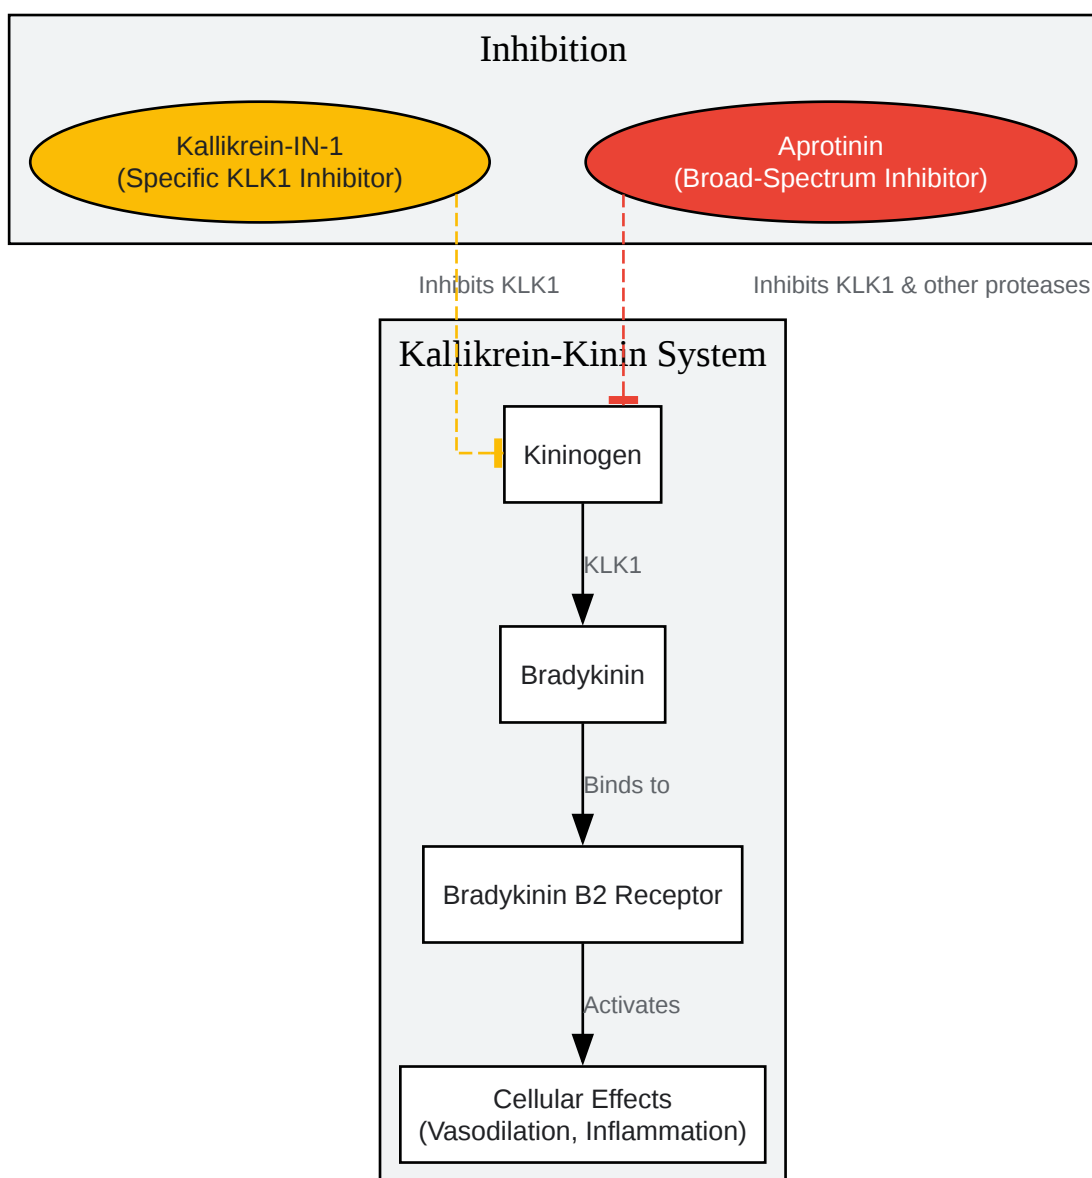 Inhibition
Kallikrein-IN-1
(Specific KLK1 Inhibitor)
Aprotinin
(Broad-Spectrum Inhibitor)
Inhibits KLK1
Inhibits KLK1 & other proteases
Kallikrein-Kinin System
Kininogen
KLK1
Bradykinin
Binds to
Bradykinin B2 Receptor
Activates
Cellular Effects
(Vasodilation, Inflammation)